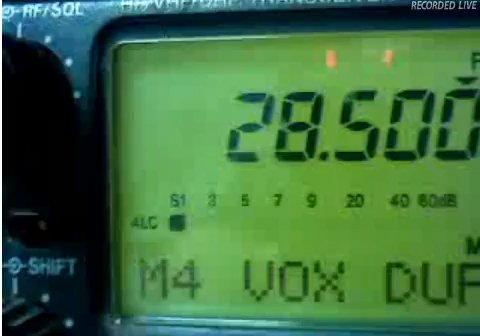 RECORDED LIVE
RF/SQL
HF/VHF/UHF TRANSCEIVER
28.500
S1 3 5 7 9 20 40 60dB
ALC
SHIFT
M4 VOX DUP